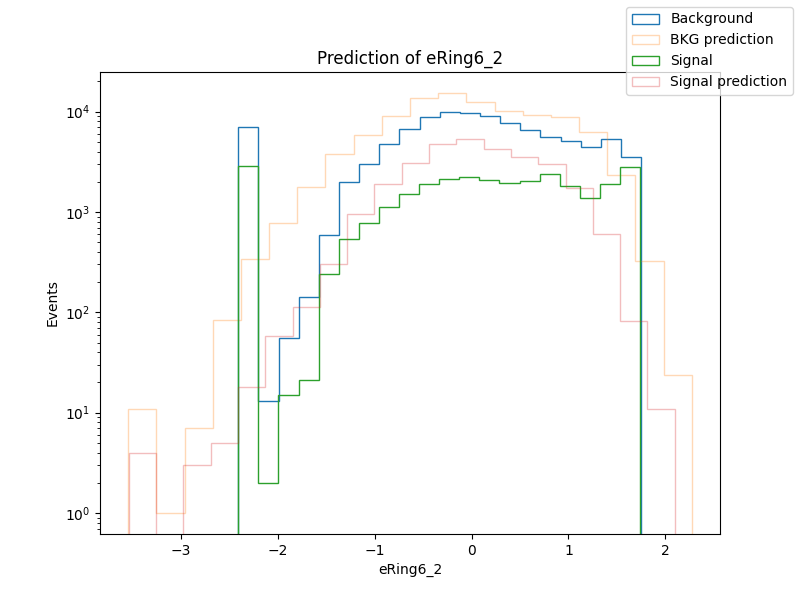 Prediction of eRing6_2
Background
BKG prediction
Signal
Signal prediction
Events
10⁴
10³
10²
10¹
10⁰
−3
−2
−1
0
1
2
eRing6_2